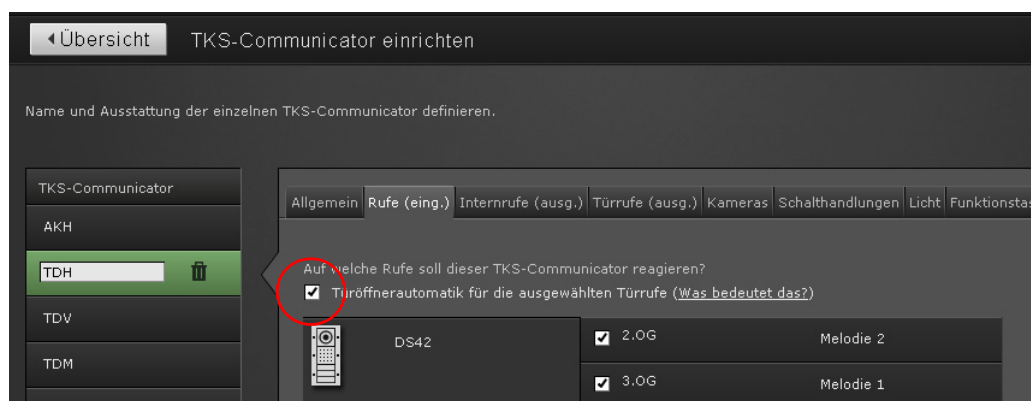 Übersicht TKS-Communicator einrichten
Name und Ausstattung der einzelnen TKS-Communicator definieren.
TKS-Communicator
AKH
TDH
TDV
TDM
Allgemein Rufe (eing.) Internrufe (ausg.) Türrufe (ausg.) Kameras Schalthandlungen Licht Funktionsta
Auf welche Rufe soll dieser TKS-Communicator reagieren?
Türöffnerautomatik für die ausgewählten Türrufe (Was bedeutet das?)
DS42 2.OG Melodie 2
3.OG Melodie 1